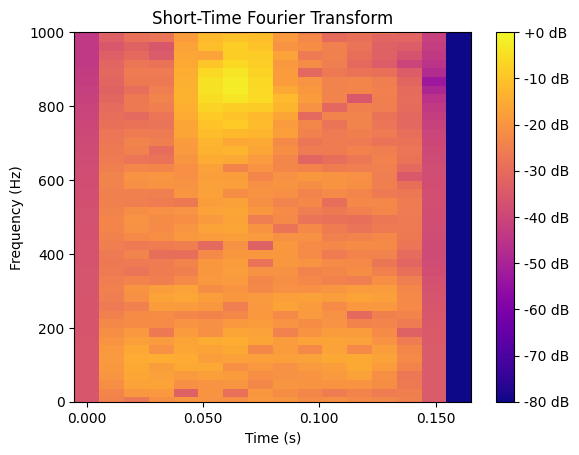 Short-Time Fourier Transform
1000
800
600
400
200
0
Frequency (Hz)
0.000
0.050
0.100
0.150
Time (s)
+0 dB
-10 dB
-20 dB
-30 dB
-40 dB
-50 dB
-60 dB
-70 dB
-80 dB